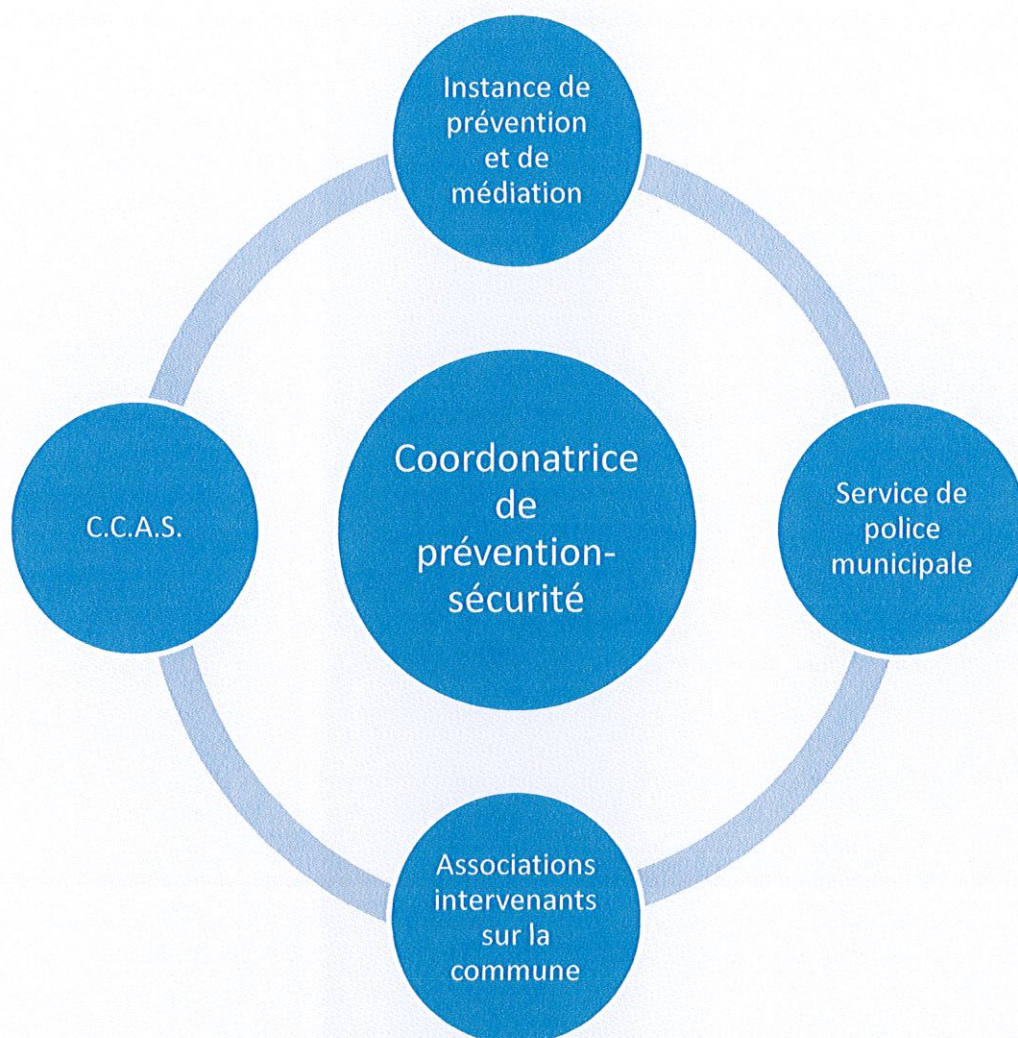 Instance de
prévention
et de
médiation
C.C.A.S.
Coordonatrice
de
prévention-
sécurité
Service de
police
municipale
Associations
intervenants
sur la
commune